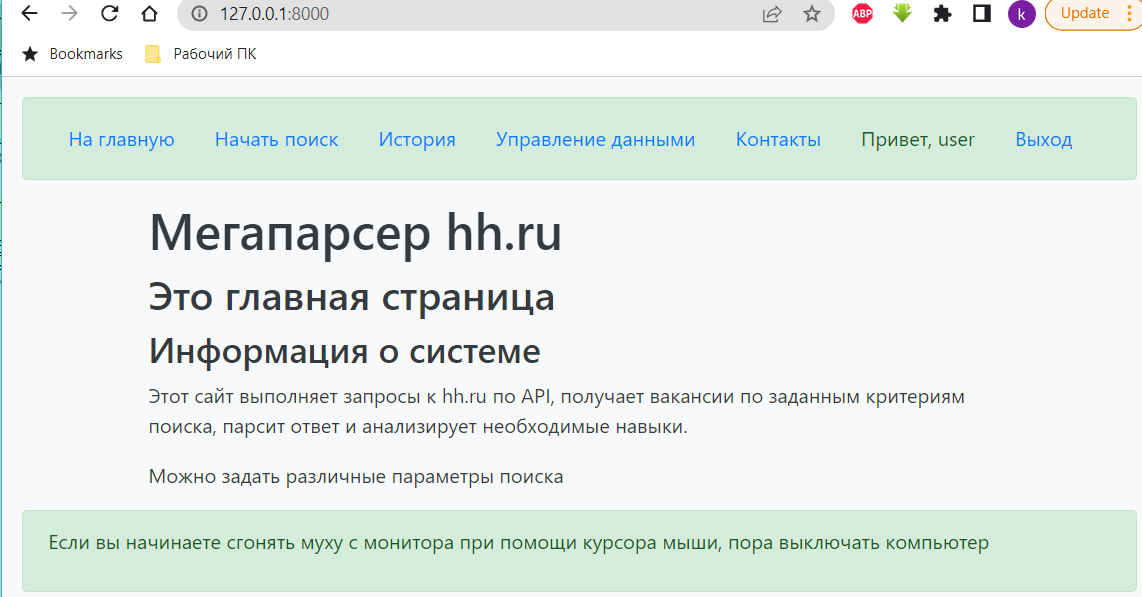 127.0.0.1:8000
ABP
k
Update
Bookmarks
Рабочий ПК
На главную
Начать поиск
История
Управление данными
Контакты
Привет, user
Выход
Мегапарсер hh.ru
Это главная страница
Информация о системе
Этот сайт выполняет запросы к hh.ru по API, получает вакансии по заданным критериям
поиска, парсит ответ и анализирует необходимые навыки.
Можно задать различные параметры поиска
Если вы начинаете сгонять муху с монитора при помощи курсора мыши, пора выключать компьютер